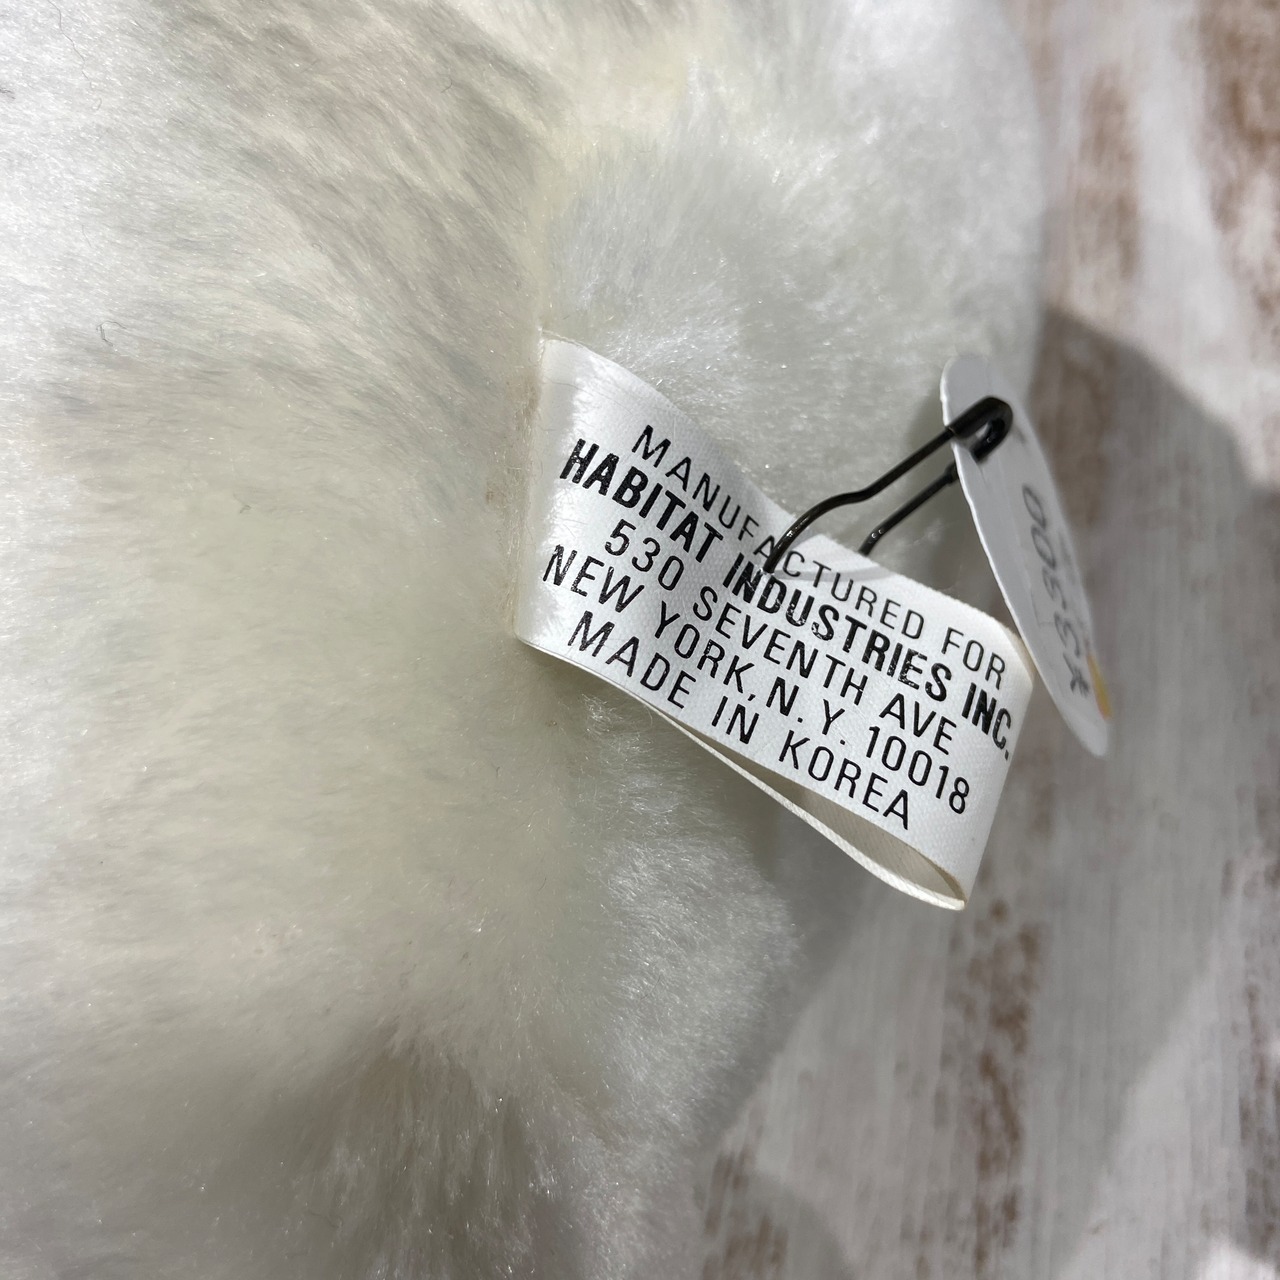 MANUFACTURED FOR
HABITAT INDUSTRIES INC.
530 SEVENTH AVE
NEW YORK, N.Y. 10018
MADE IN KOREA